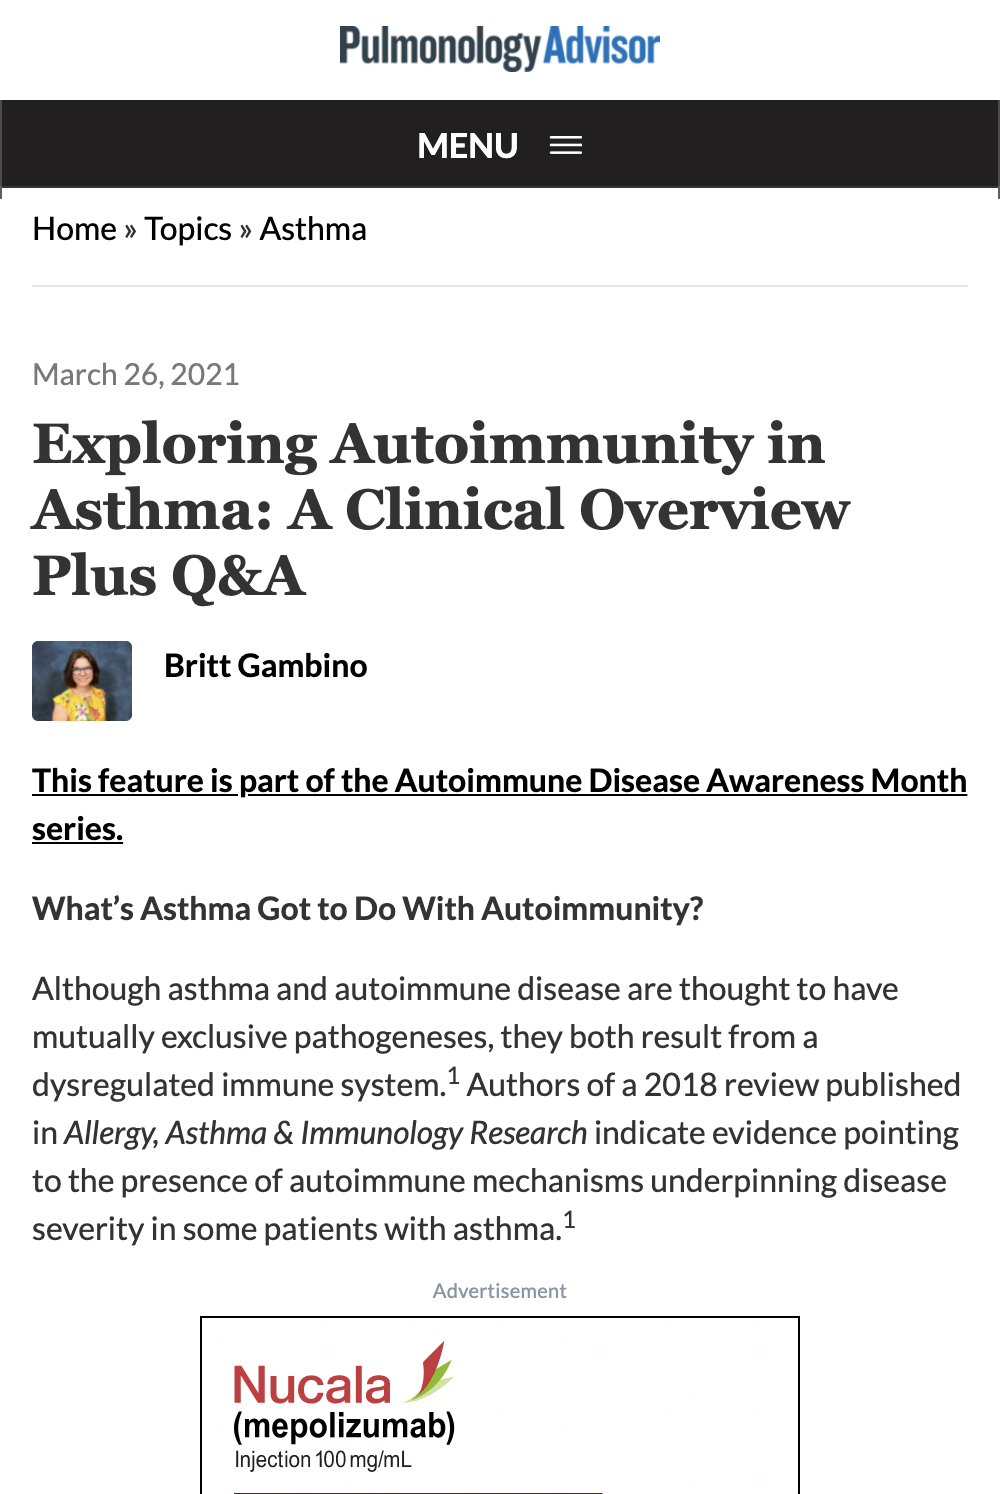 PulmonologyAdvisor
MENU
Home » Topics » Asthma
March 26, 2021
Exploring Autoimmunity in
Asthma: A Clinical Overview
Plus Q&A
Britt Gambino
This feature is part of the Autoimmune Disease Awareness Month
series.
What’s Asthma Got to Do With Autoimmunity?
Although asthma and autoimmune disease are thought to have
mutually exclusive pathogeneses, they both result from a
dysregulated immune system.1 Authors of a 2018 review published
in Allergy, Asthma & Immunology Research indicate evidence pointing
to the presence of autoimmune mechanisms underpinning disease
severity in some patients with asthma.1
Advertisement
Nucala
(mepolizumab)
Injection 100 mg/mL